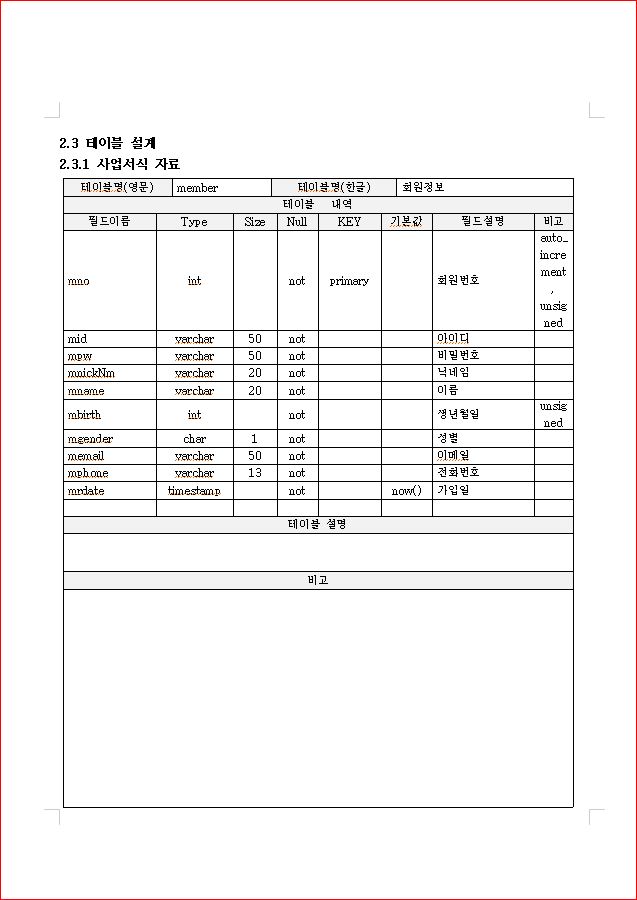 2.3 테이블 설계
2.3.1 사업서식 자료
테이블명(영문) member 테이블명(한글) 회원정보
테이블 내역
필드이름 Type Size Null KEY 기본값 필드설명 비고
mno int not primary 회원번호 auto_
incre
ment
,
unsig
ned
mid varchar 50 not 아이디
mpw varchar 50 not 비밀번호
mnickNm varchar 20 not 닉네임
mname varchar 20 not 이름
mbirth int not 생년월일 unsig
ned
mgender char 1 not 성별
memail varchar 50 not 이메일
mphone varchar 13 not 전화번호
mrdate timestamp not now() 가입일
테이블 설명
비고